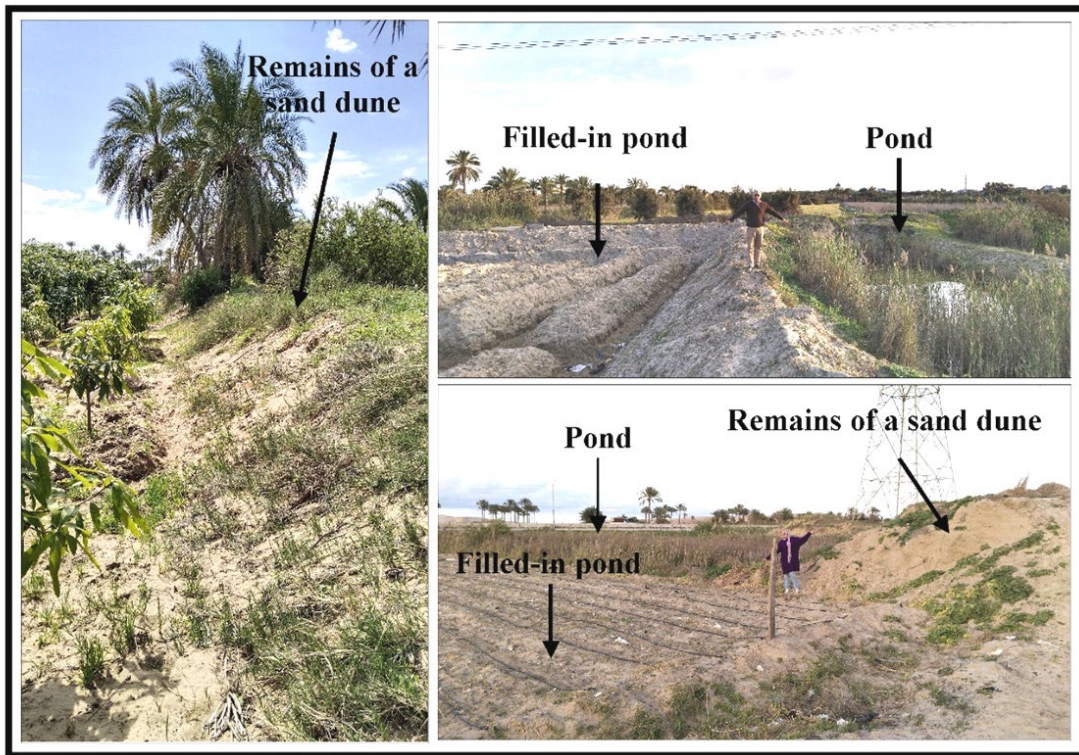 Remains of a
sand dune
Filled-in pond
Pond
Pond
Remains of a sand dune
Filled-in pond